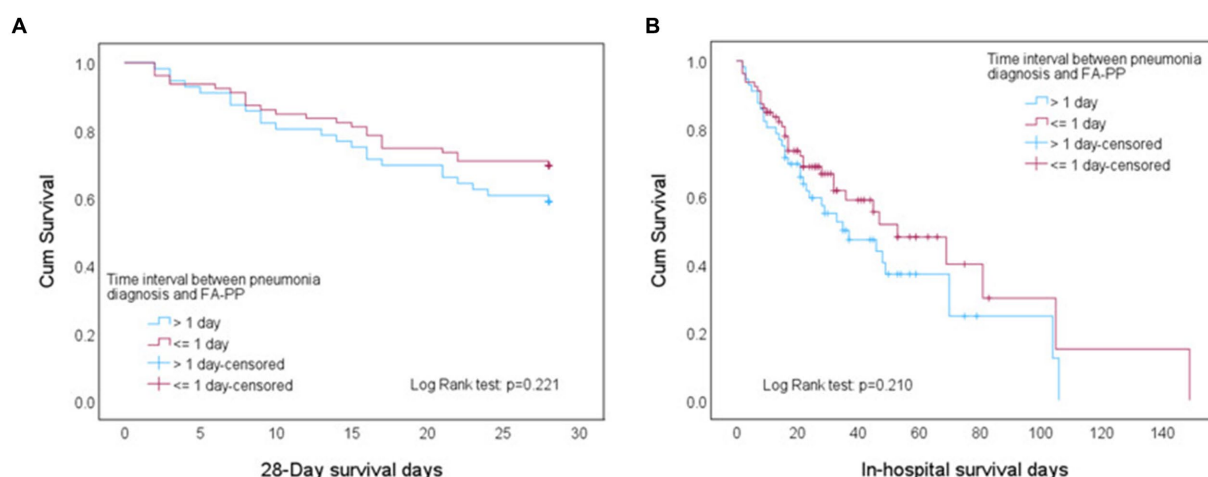 A
Cum Survival
1.0
0.8
0.6
0.4
0.2
0.0
Time interval between pneumonia
diagnosis and FA-PP
> 1 day
<= 1 day
> 1 day-censored
<= 1 day-censored
Log Rank test: p=0.221
0 5 10 15 20 25 30
28-Day survival days
B
Cum Survival
1.0
0.8
0.6
0.4
0.2
0.0
Time interval between pneumonia
diagnosis and FA-PP
> 1 day
<= 1 day
> 1 day-censored
<= 1 day-censored
Log Rank test: p=0.210
0 20 40 60 80 100 120 140
In-hospital survival days